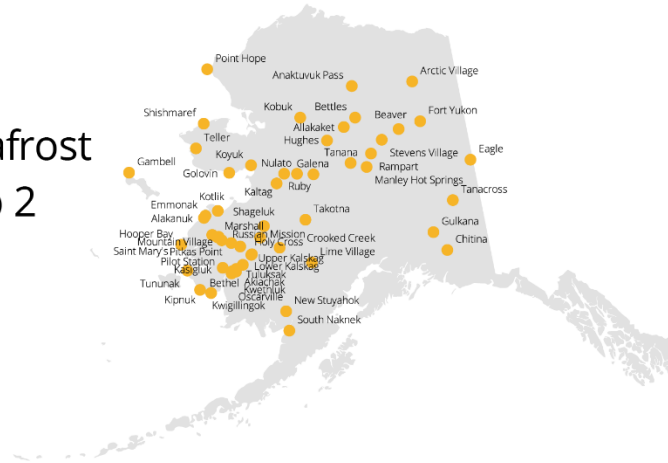 Point Hope
Anaktuvuk Pass
Arctic Village
Kobuk
Bettles
Beaver
Fort Yukon
Shishmaref
Allakaket
afrost
Teller
Hughes
Koyuk
Tanana
Stevens Village
Eagle
Gambell
Nulato
Galena
Rampart
Golovin
Manley Hot Springs
Kaltag
Ruby
Tanacross
Kotlik
2
Emmonak
Shageluk
Takotna
Alakanuk
Marshall
Gulkana
Hooper Bay
Russian Mission
Crooked Creek
Chitina
Mountain Village
Holy Cross
Saint Mary's
Pitkas Point
Lime Village
Upper Kalskag
Pilot Station
Lower Kalskag
Kasigluk
Tuluksak
Tununak
Bethel
Akiachak
Kwethluk
Oscarville
Kipnuk
Kwigillingok
New Stuyahok
South Naknek